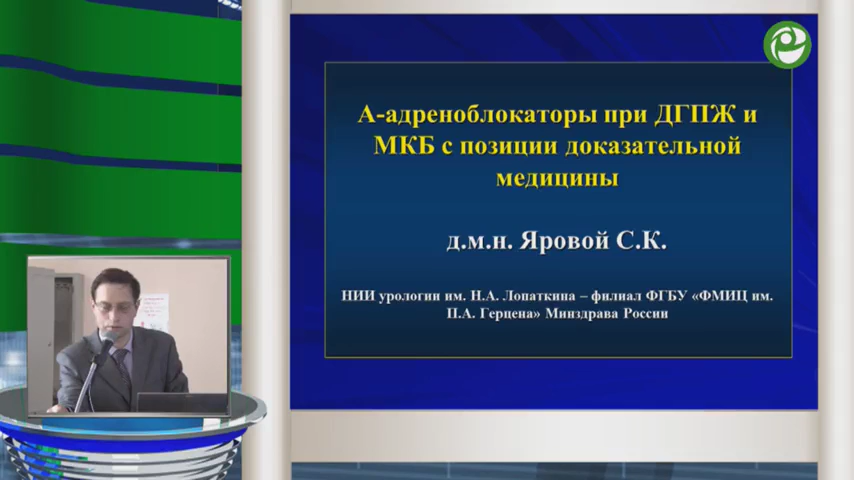 А-адреноблокаторы при ДГПЖ и
МКБ с позиции доказательной
медицины
д.м.н. Яровой С.К.
НИИ урологии им. Н.А. Лопаткина – филиал ФГБУ «ФМИЦ им.
П.А. Герцена» Минздрава России